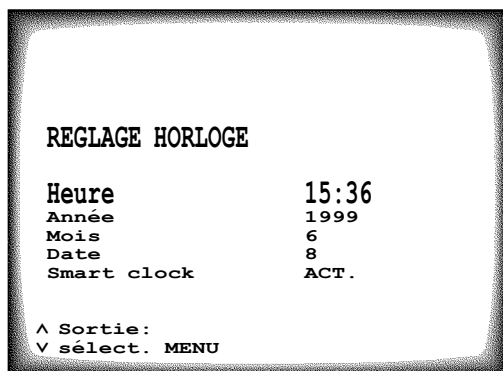 REGLAGE HORLOGE
Heure 15:36
Année 1999
Mois 6
Date 8
Smart clock ACT.
∧ Sortie:
∨ sélect. MENU